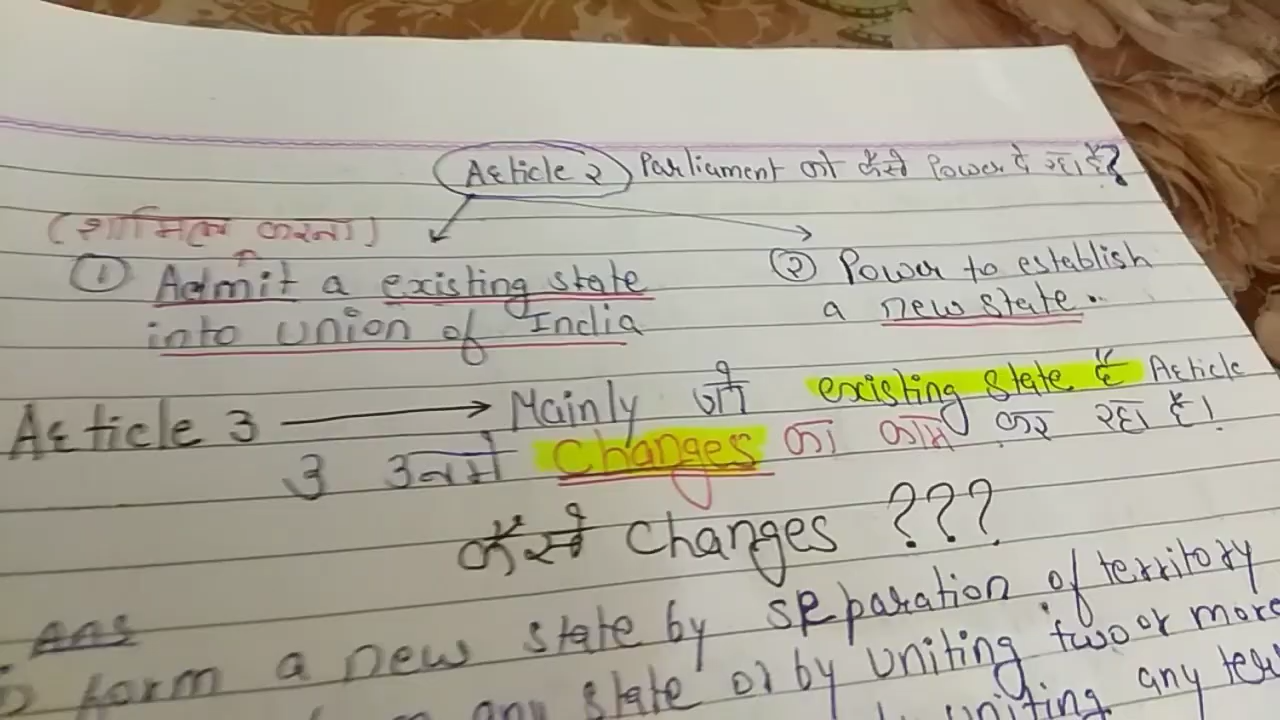 Article 2 Parliament को कैसे Power दे रहा है?
(शामिल करना)
① Admit a existing state
into union of India
② Power to establish
a new state..
Article 3 → Mainly जो existing state है Article
3 उनमे Changes का काम कर रहा है।
कैसे changes ???
Ans
form a new state by separation of territory
any state or by uniting two or more
uniting any